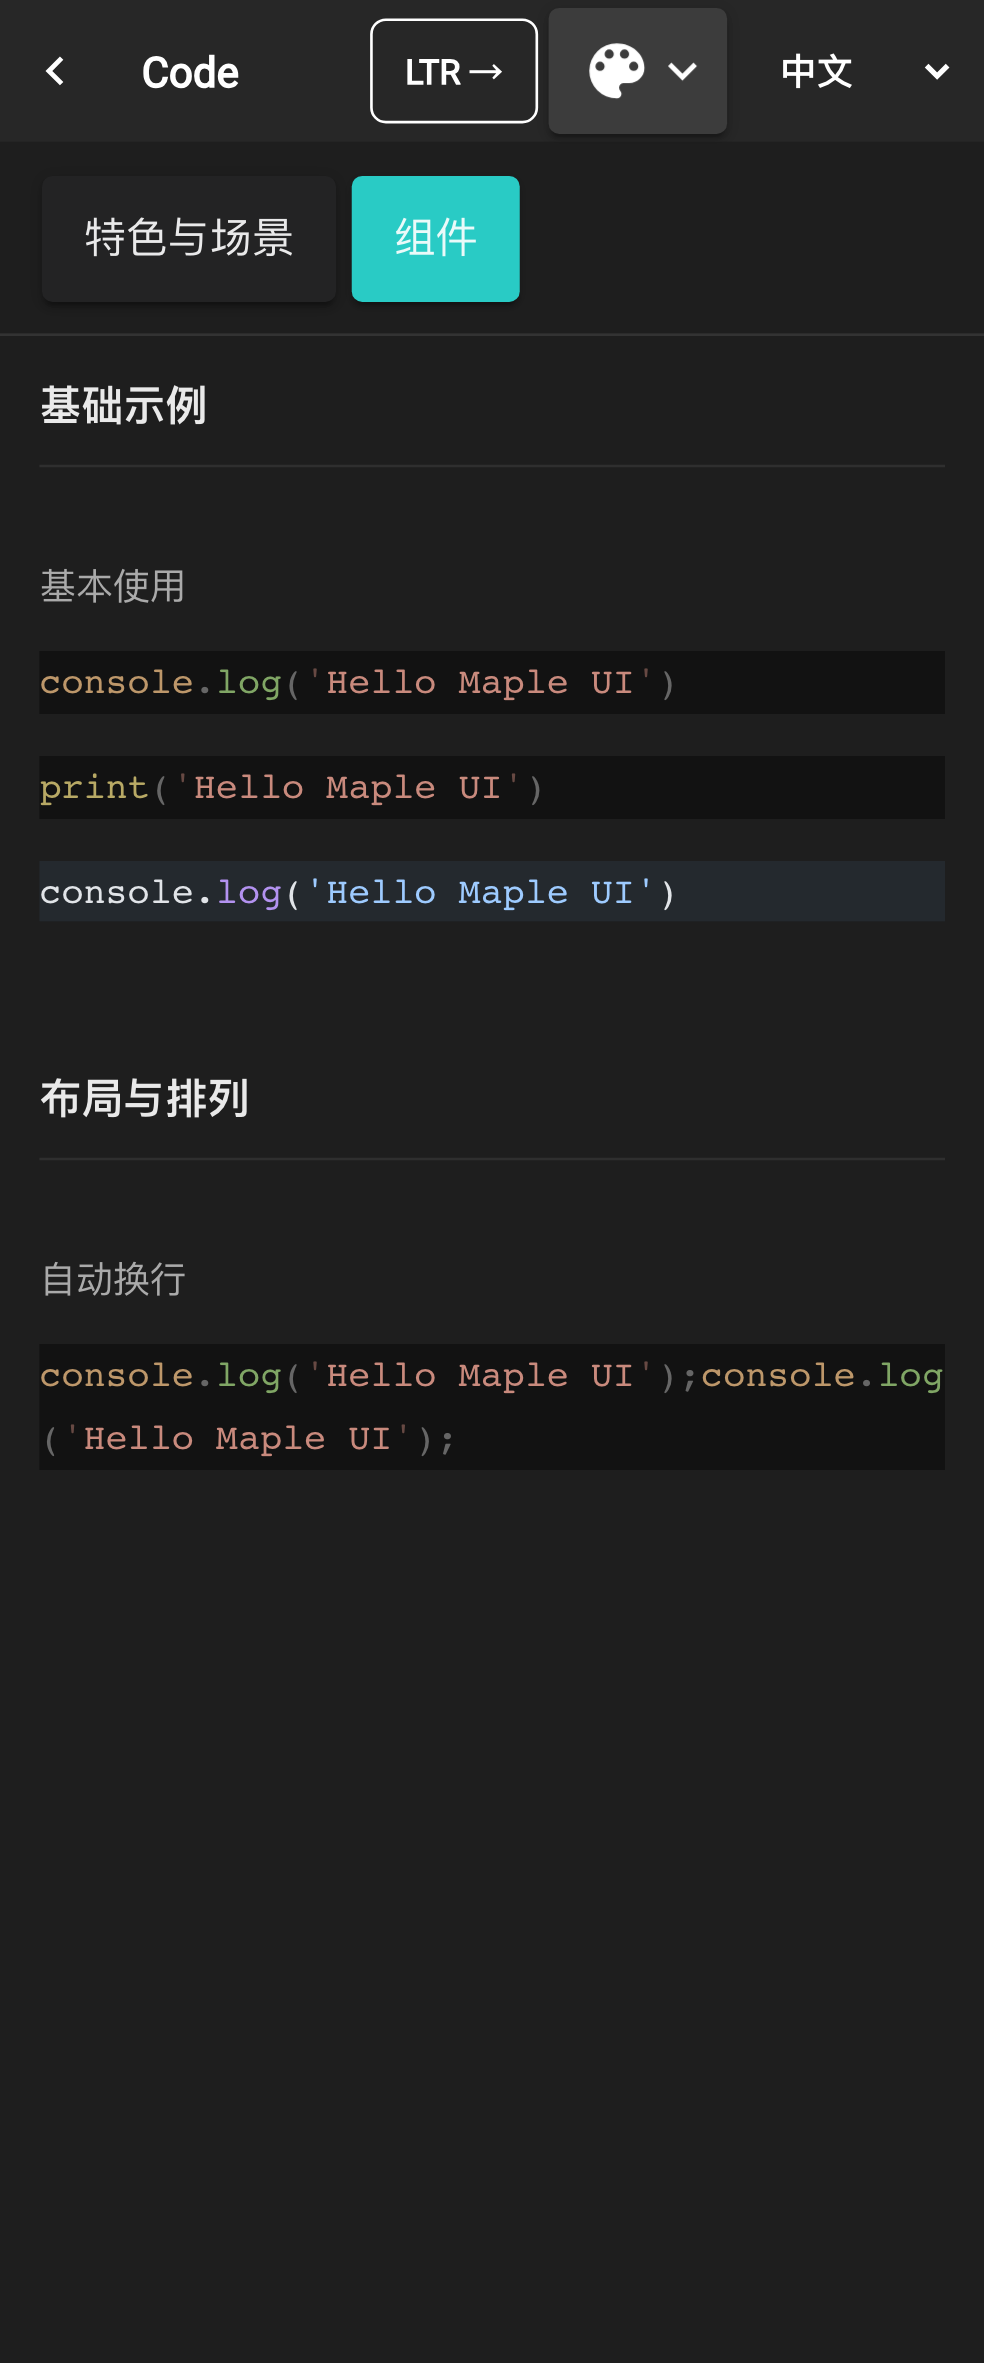 Code
LTR→
中文
特色与场景
组件
基础示例
基本使用
console.log('Hello Maple UI')
print('Hello Maple UI')
console.log('Hello Maple UI')
布局与排列
自动换行
console.log('Hello Maple UI');console.log
('Hello Maple UI');